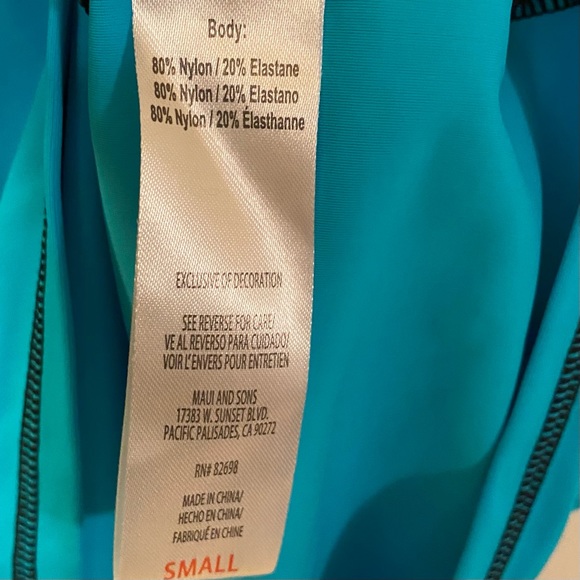 Body:
80% Nylon / 20% Elastane
80% Nylon / 20% Elastano
80% Nylon / 20% Élasthanne
EXCLUSIVE OF DECORATION
SEE REVERSE FOR CARE/
VE AL REVERSO PARA CUIDADO/
VOIR L'ENVERS POUR ENTRETIEN
MAUI AND SONS
17383 W. SUNSET BLVD.
PACIFIC PALISADES, CA 90272
RN# 82698
MADE IN CHINA/
HECHO EN CHINA/
FABRIQUÉ EN CHINE
SMALL